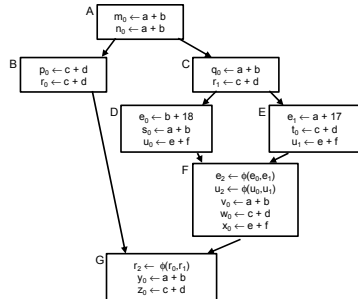 A
m₀ ← a + b
n₀ ← a + b
B
p₀ ← c + d
r₀ ← c + d
C
q₀ ← a + b
r₁ ← c + d
D
e₀ ← b + 18
s₀ ← a + b
u₀ ← e + f
E
e₁ ← a + 17
t₀ ← c + d
u₁ ← e + f
F
e₂ ← ϕ(e₀,e₁)
u₂ ← ϕ(u₀,u₁)
v₀ ← a + b
w₀ ← c + d
x₀ ← e + f
G
r₂ ← ϕ(r₀,r₁)
y₀ ← a + b
z₀ ← c + d